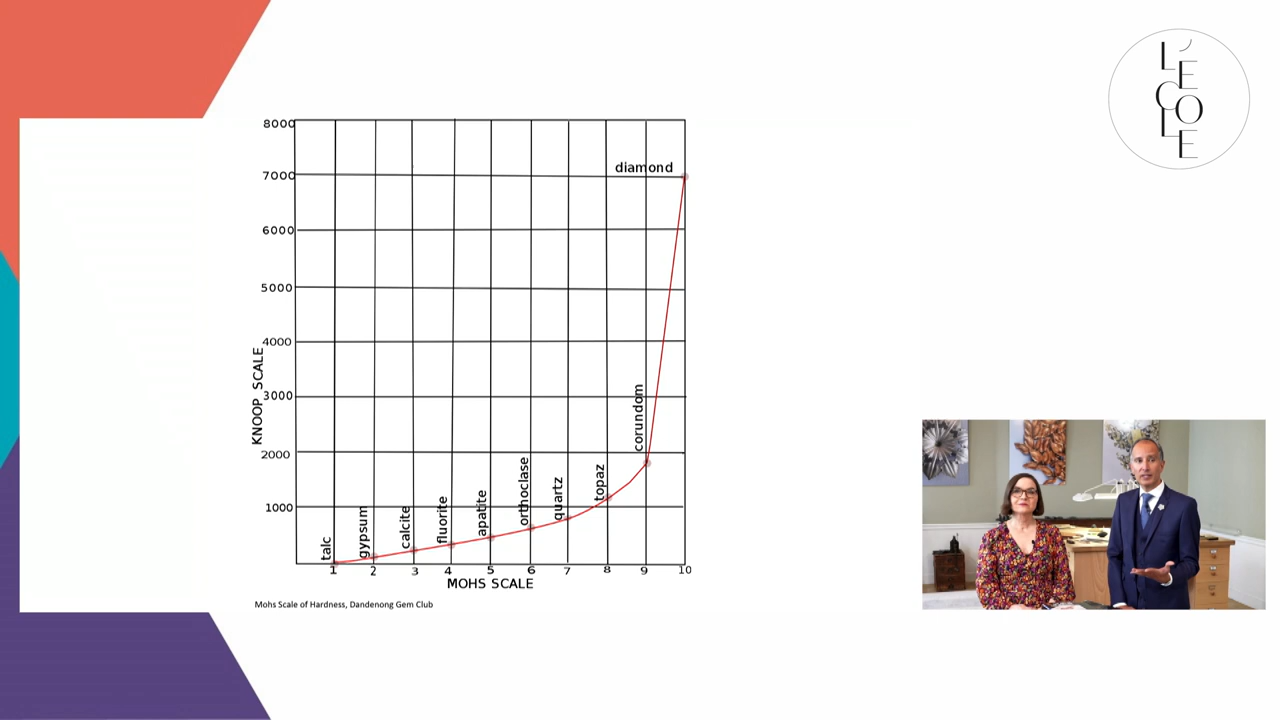 L'ÉCOLE
8000
7000
6000
5000
4000
3000
2000
1000
KNOOP SCALE
talc
gypsum
calcite
fluorite
apatite
orthoclase
quartz
topaz
corundom
diamond
1 2 3 4 5 6 7 8 9 10
MOHS SCALE
Mohs Scale of Hardness, Dandenong Gem Club